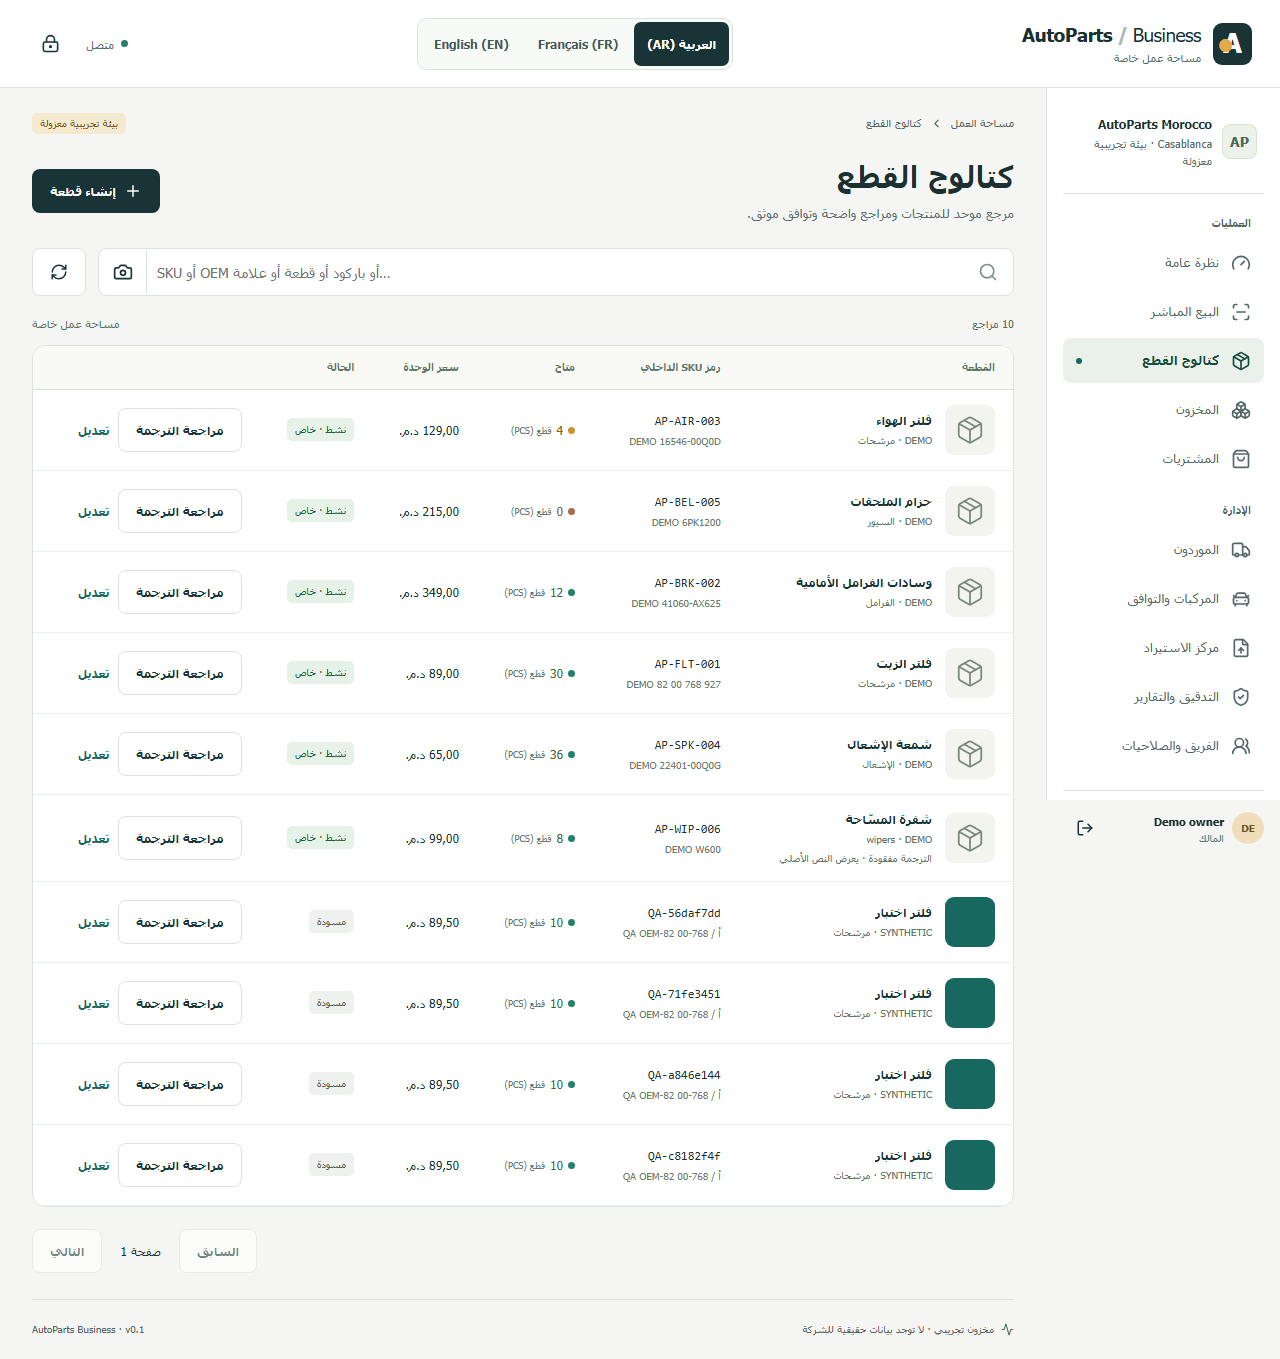 AutoParts / Business
مساحة عمل خاصة
العربية (AR)
Français (FR)
English (EN)
متصل
AP
AutoParts Morocco
Casablanca · بيئة تجريبية
معزولة
العمليات
نظرة عامة
البيع المباشر
كتالوج القطع
المخزون
المشتريات
الإدارة
الموردون
المركبات والتوافق
مركز الاستيراد
التدقيق والتقارير
الفريق والصلاحيات
DE
Demo owner
المالك
مساحة العمل
كتالوج القطع
بيئة تجريبية معزولة
كتالوج القطع
مرجع موحد للمنتجات ومراجع واضحة وتوافق موثق.
إنشاء قطعة
SKU أو OEM أو باركود أو قطعة أو علامة...
10 مراجع
مساحة عمل خاصة
القطعة رمز SKU الداخلي متاح سعر الوحدة الحالة
فلتر الهواء AP-AIR-003 4 قطع (PCS) 129,00 د.م. نشط · خاص مراجعة الترجمة تعديل
DEMO · مرشحات DEMO 16546-00Q0D
حزام الملحقات AP-BEL-005 0 قطع (PCS) 215,00 د.م. نشط · خاص مراجعة الترجمة تعديل
DEMO · السيور DEMO 6PK1200
وسادات الفرامل الأمامية AP-BRK-002 12 قطع (PCS) 349,00 د.م. نشط · خاص مراجعة الترجمة تعديل
DEMO · الفرامل DEMO 41060-AX625
فلتر الزيت AP-FLT-001 30 قطع (PCS) 89,00 د.م. نشط · خاص مراجعة الترجمة تعديل
DEMO · مرشحات DEMO 82 00 768 927
شمعة الإشعال AP-SPK-004 36 قطع (PCS) 65,00 د.م. نشط · خاص مراجعة الترجمة تعديل
DEMO · الإشعال DEMO 22401-00Q0G
شفرة المسّاحة AP-WIP-006 8 قطع (PCS) 99,00 د.م. نشط · خاص مراجعة الترجمة تعديل
DEMO · wipers DEMO W600
الترجمة مفقودة · يعرض النص الأصلي
فلتر اختبار QA-56daf7dd 10 قطع (PCS) 89,50 د.م. مسودة مراجعة الترجمة تعديل
SYNTHETIC · مرشحات QA OEM-82 00-768 / أ
فلتر اختبار QA-71fe3451 10 قطع (PCS) 89,50 د.م. مسودة مراجعة الترجمة تعديل
SYNTHETIC · مرشحات QA OEM-82 00-768 / أ
فلتر اختبار QA-a846e144 10 قطع (PCS) 89,50 د.م. مسودة مراجعة الترجمة تعديل
SYNTHETIC · مرشحات QA OEM-82 00-768 / أ
فلتر اختبار QA-c8182f4f 10 قطع (PCS) 89,50 د.م. مسودة مراجعة الترجمة تعديل
SYNTHETIC · مرشحات QA OEM-82 00-768 / أ
السابق
صفحة 1
التالي
مخزون تجريبي · لا توجد بيانات حقيقية للشركة
AutoParts Business · v0.1